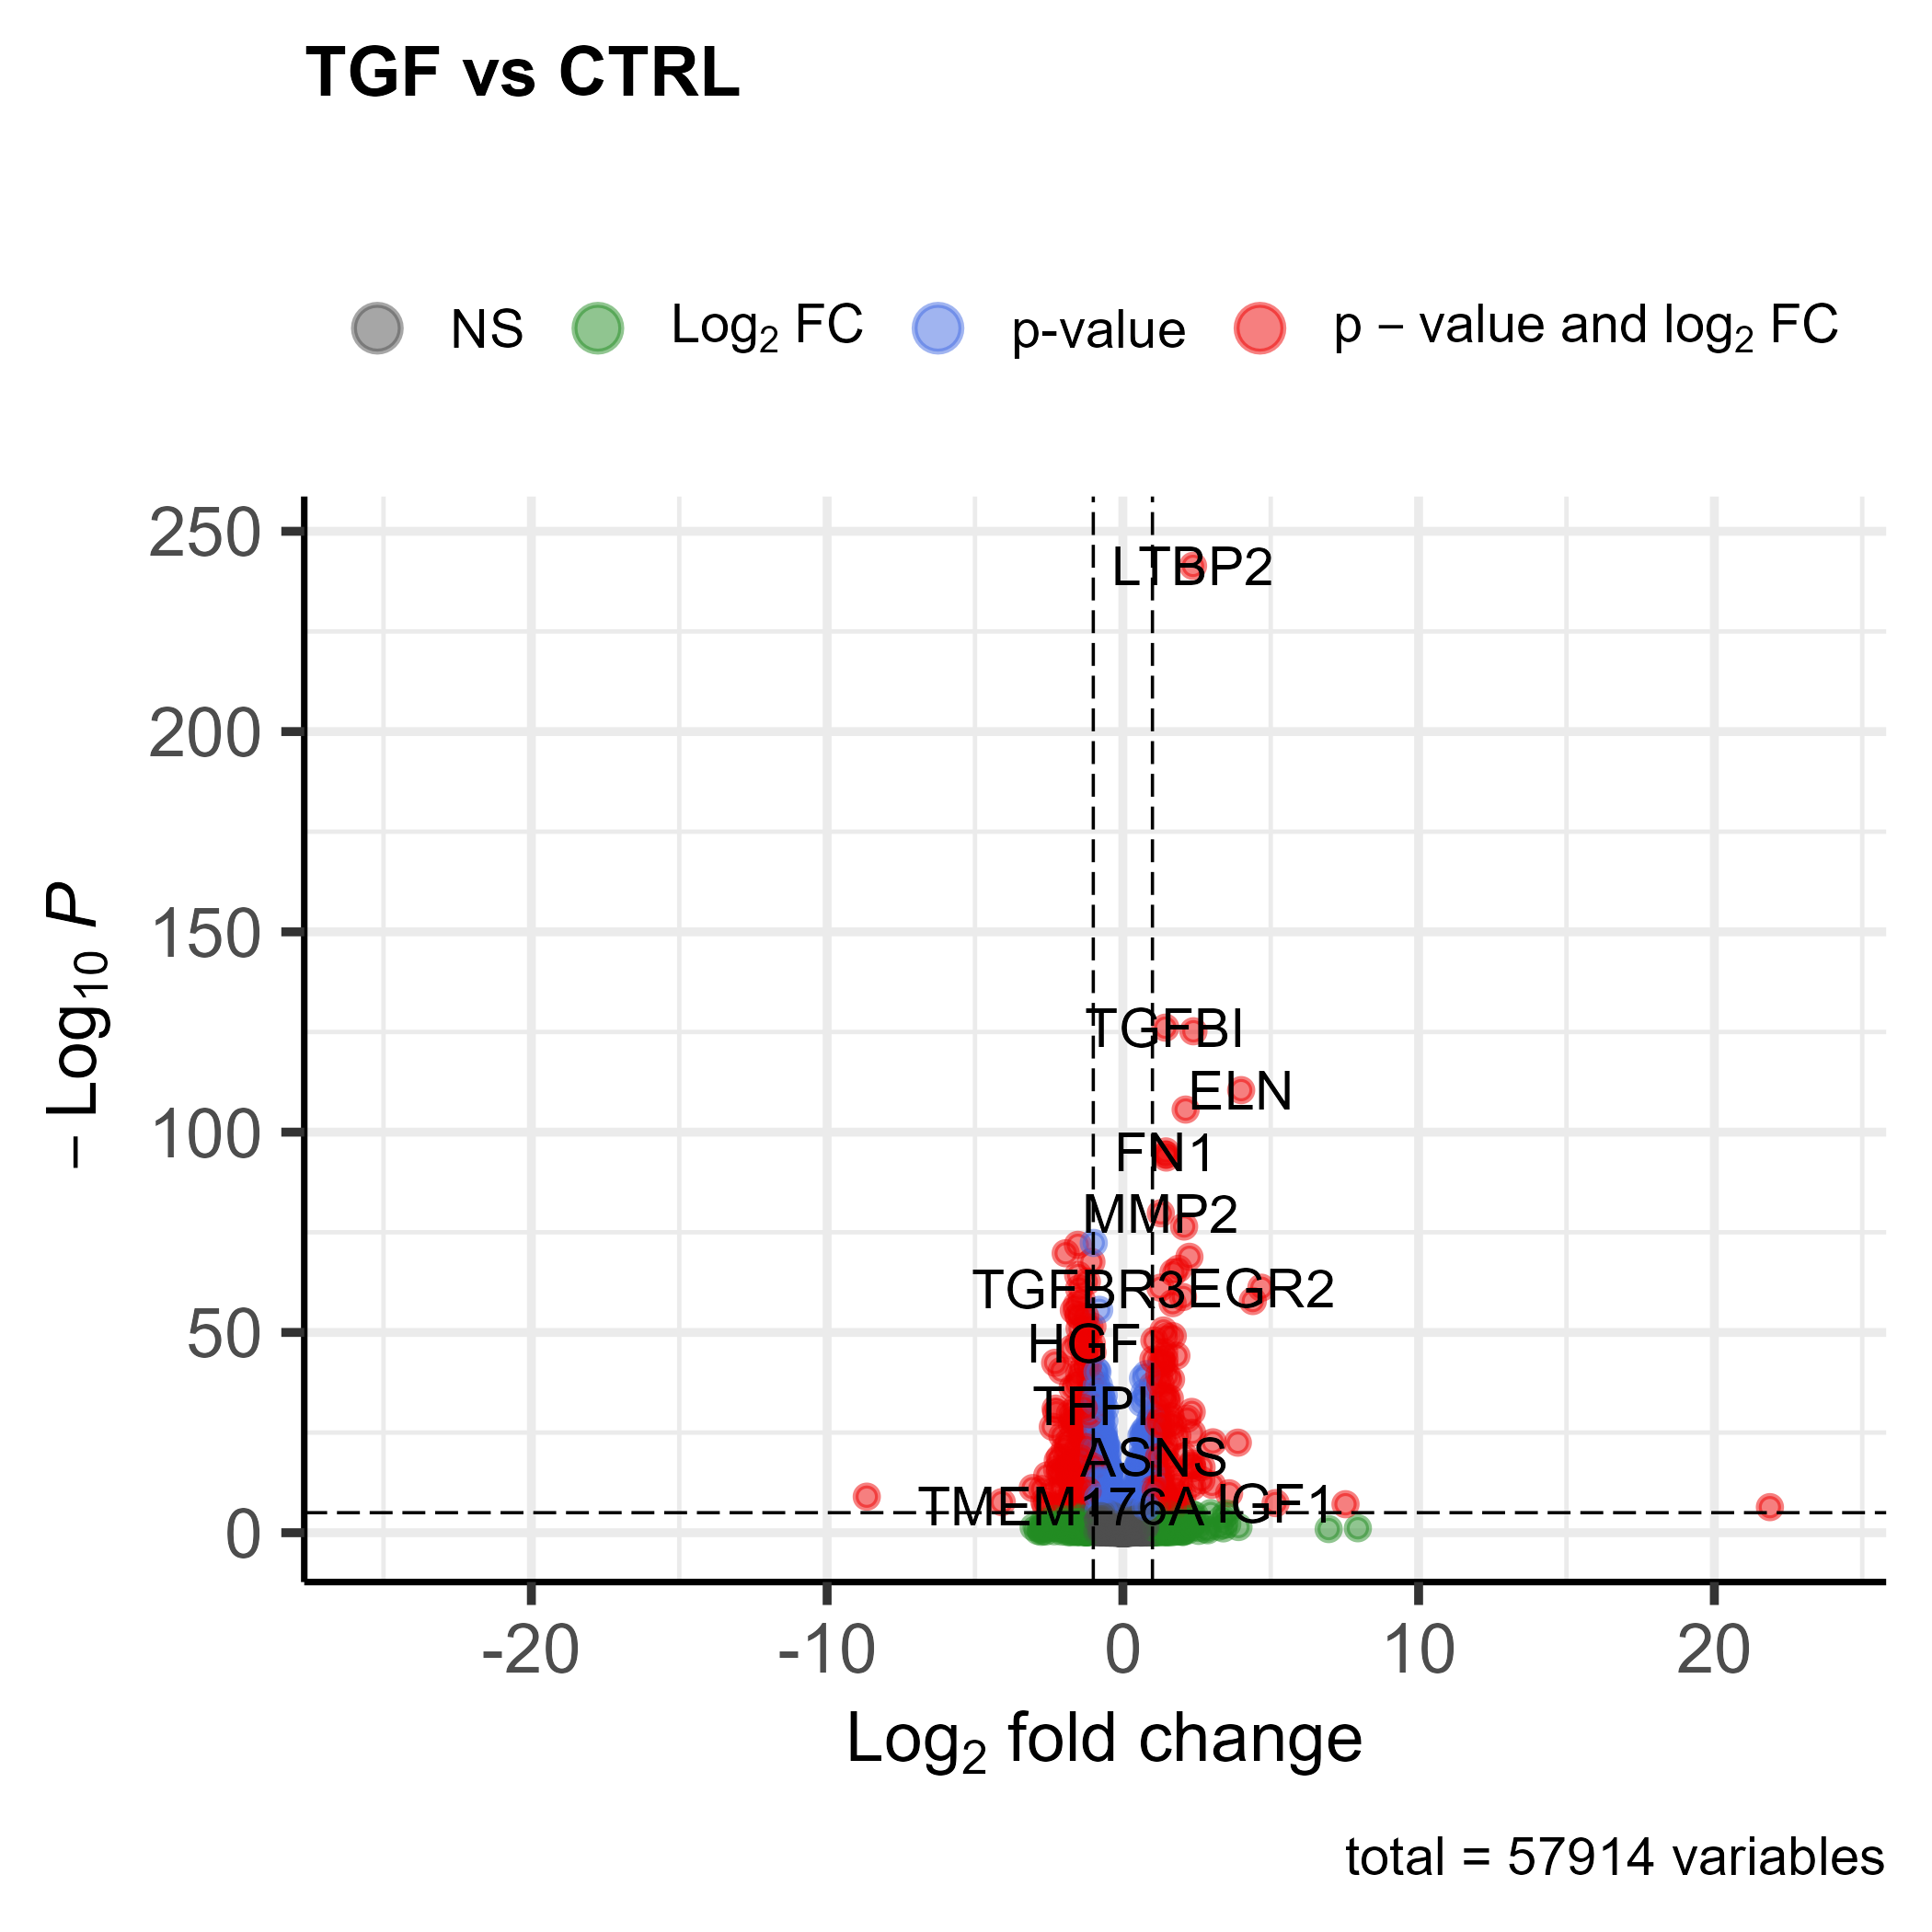 TGF vs CTRL
NS Log₂ FC p-value p – value and log₂ FC
250
200
150
100
50
0
– Log₁₀ P
LTBP2
TGFBI
ELN
FN1
MMP2
TGFBR3 EGR2
HGF
TFPI
ASNS
TMEM176A IGF1
-20 -10 0 10 20
Log₂ fold change
total = 57914 variables